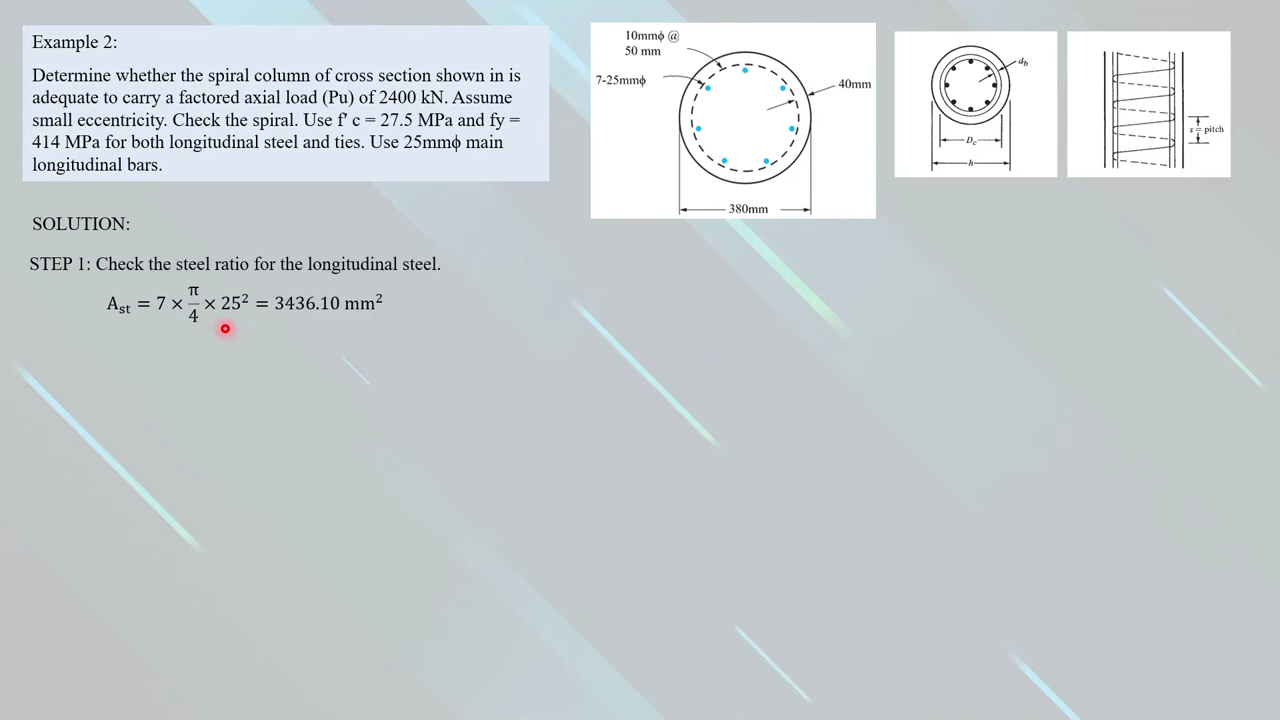 Example 2:
Determine whether the spiral column of cross section shown in is
adequate to carry a factored axial load (Pu) of 2400 kN. Assume
small eccentricity. Check the spiral. Use f' c = 27.5 MPa and fy =
414 MPa for both longitudinal steel and ties. Use 25mmϕ main
longitudinal bars.
10mmϕ @
50 mm
7-25mmϕ
40mm
380mm
d_b
D_c
h
s = pitch
SOLUTION:
STEP 1: Check the steel ratio for the longitudinal steel.
A_st = 7 × π/4 × 25² = 3436.10 mm²